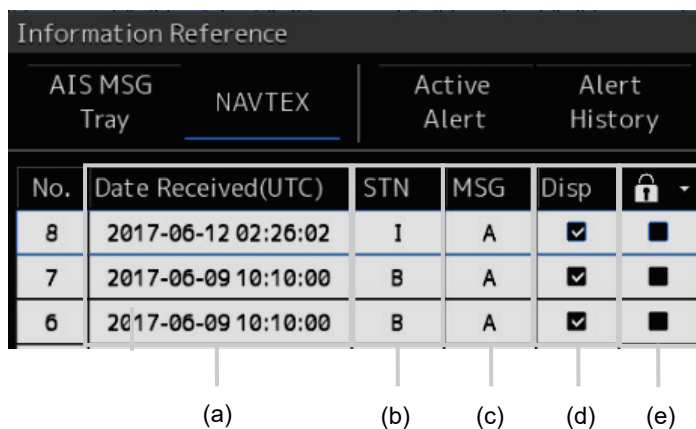 Information Reference
AIS MSG Tray NAVTEX Active Alert Alert History
No. Date Received(UTC) STN MSG Disp
8 2017-06-12 02:26:02 I A
7 2017-06-09 10:10:00 B A
6 2017-06-09 10:10:00 B A
(a) (b) (c) (d) (e)